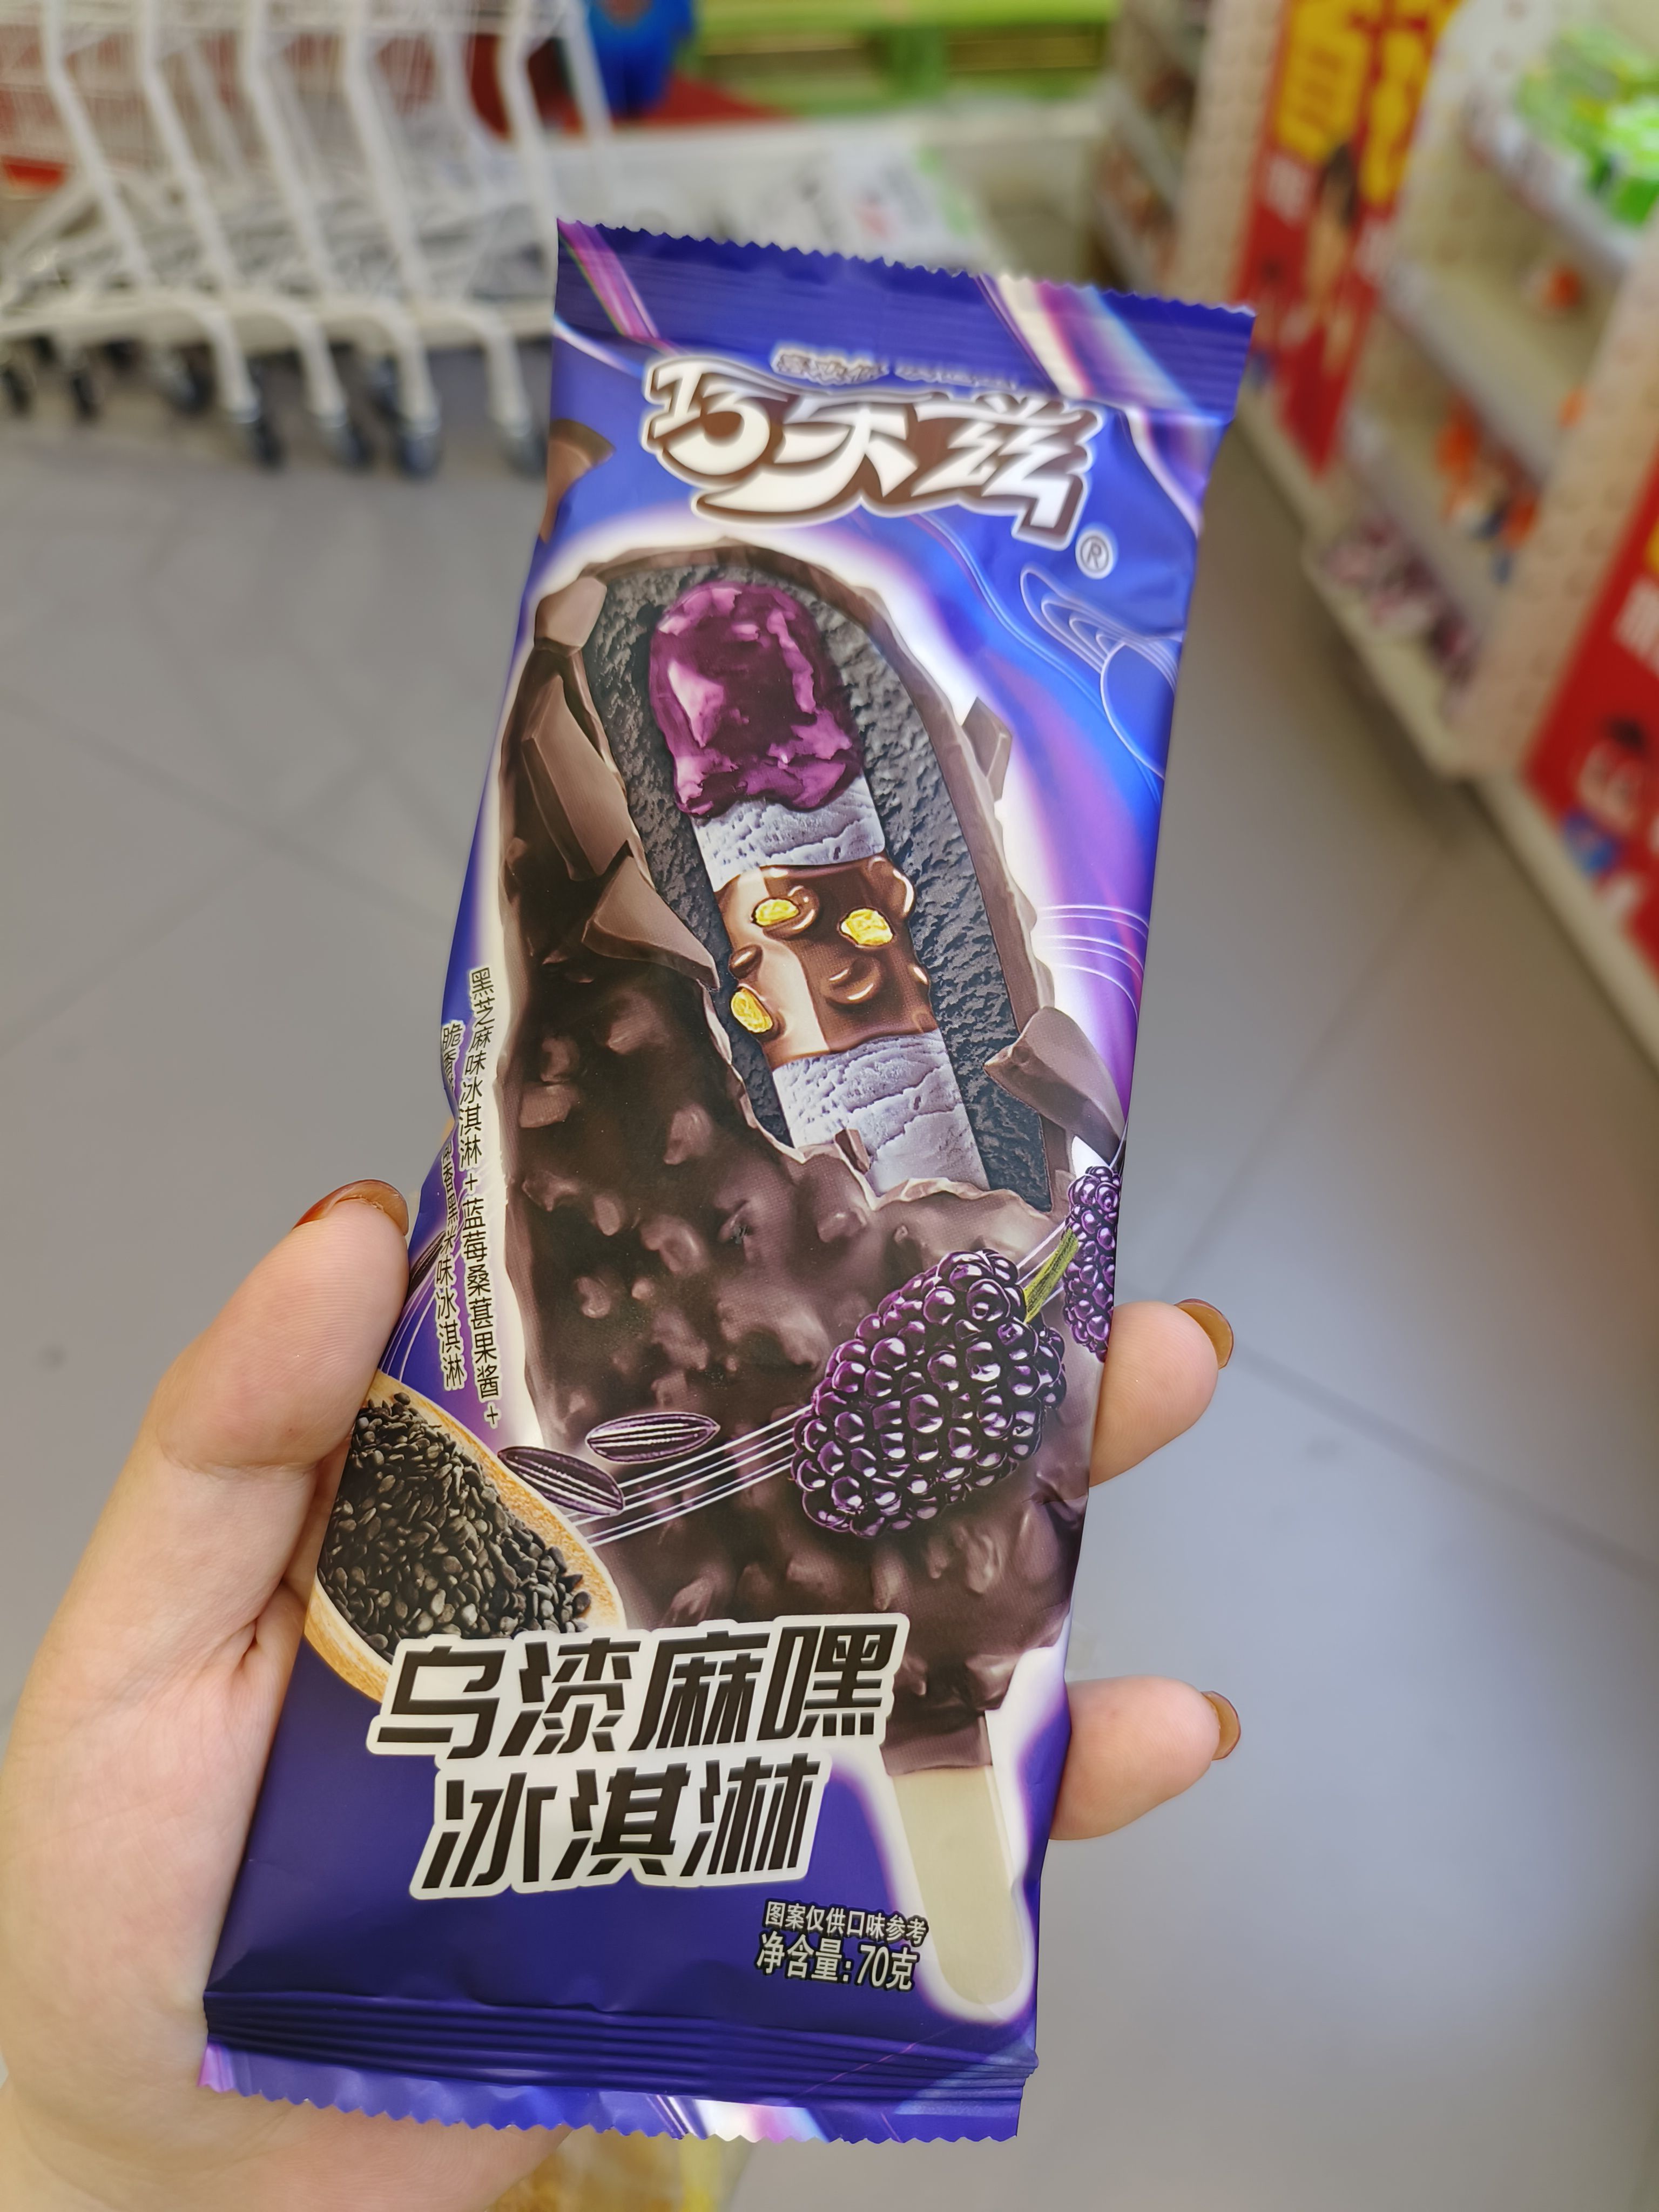 巧乐兹
®
黑芝麻味冰淇淋+蓝莓桑葚果酱+
脆香
香黑米味冰淇淋
乌漆麻嘿
冰淇淋
图案仅供口味参考
净含量:70克